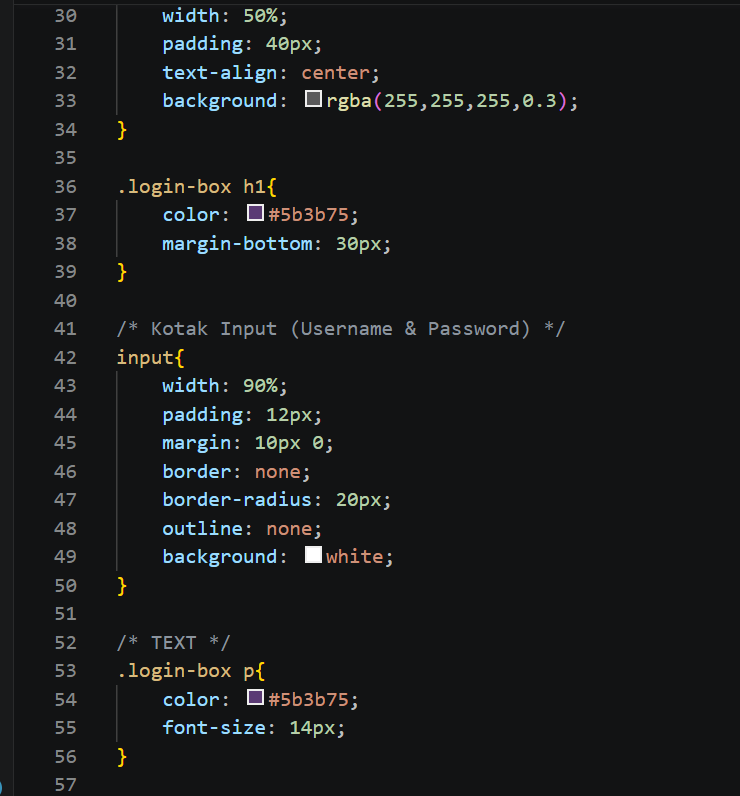 30 width: 50%;
31 padding: 40px;
32 text-align: center;
33 background: rgba(255,255,255,0.3);
34 }
35
36 .login-box h1{
37 color: #5b3b75;
38 margin-bottom: 30px;
39 }
40
41 /* Kotak Input (Username & Password) */
42 input{
43 width: 90%;
44 padding: 12px;
45 margin: 10px 0;
46 border: none;
47 border-radius: 20px;
48 outline: none;
49 background: white;
50 }
51
52 /* TEXT */
53 .login-box p{
54 color: #5b3b75;
55 font-size: 14px;
56 }
57